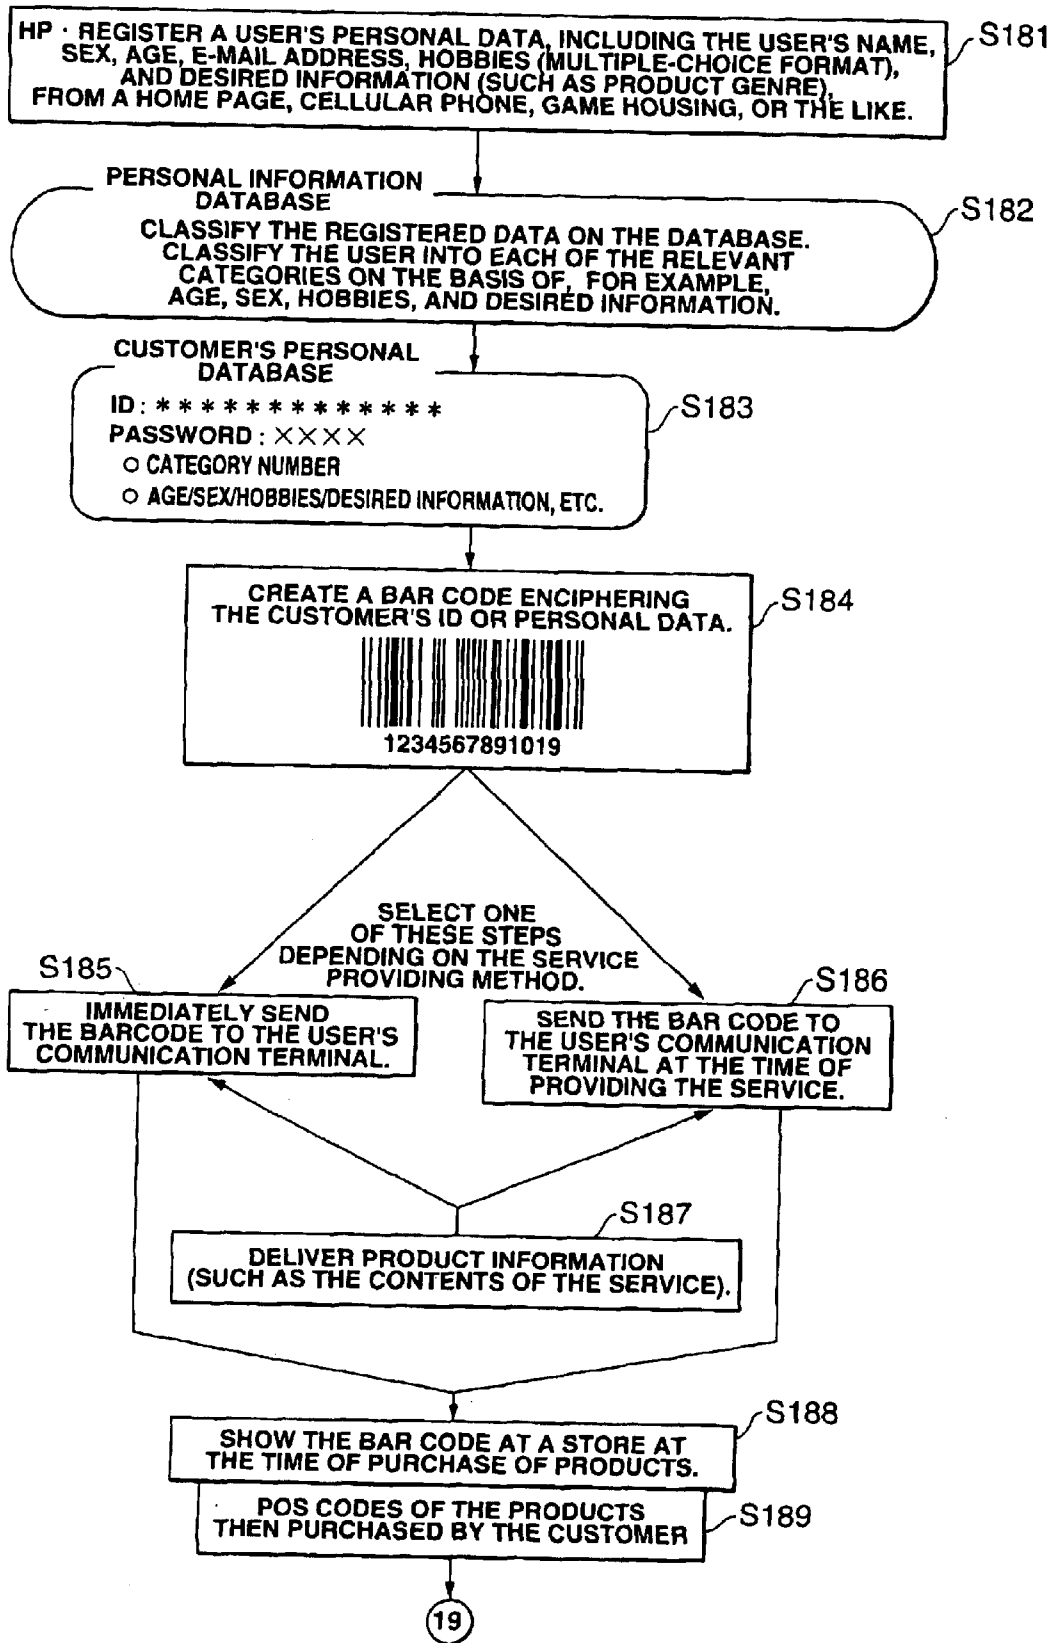 HP · REGISTER A USER'S PERSONAL DATA, INCLUDING THE USER'S NAME,
SEX, AGE, E-MAIL ADDRESS, HOBBIES (MULTIPLE-CHOICE FORMAT),
AND DESIRED INFORMATION (SUCH AS PRODUCT GENRE),
FROM A HOME PAGE, CELLULAR PHONE, GAME HOUSING, OR THE LIKE.
S181
PERSONAL INFORMATION
DATABASE
S182
CLASSIFY THE REGISTERED DATA ON THE DATABASE.
CLASSIFY THE USER INTO EACH OF THE RELEVANT
CATEGORIES ON THE BASIS OF, FOR EXAMPLE,
AGE, SEX, HOBBIES, AND DESIRED INFORMATION.
CUSTOMER'S PERSONAL
DATABASE
S183
ID : * * * * * * * * * * * * *
PASSWORD : ××××
○ CATEGORY NUMBER
○ AGE/SEX/HOBBIES/DESIRED INFORMATION, ETC.
CREATE A BAR CODE ENCIPHERING
THE CUSTOMER'S ID OR PERSONAL DATA.
S184
1234567891019
SELECT ONE
OF THESE STEPS
DEPENDING ON THE SERVICE
PROVIDING METHOD.
S185
IMMEDIATELY SEND
THE BARCODE TO THE USER'S
COMMUNICATION TERMINAL.
S186
SEND THE BAR CODE TO
THE USER'S COMMUNICATION
TERMINAL AT THE TIME OF
PROVIDING THE SERVICE.
S187
DELIVER PRODUCT INFORMATION
(SUCH AS THE CONTENTS OF THE SERVICE).
S188
SHOW THE BAR CODE AT A STORE AT
THE TIME OF PURCHASE OF PRODUCTS.
POS CODES OF THE PRODUCTS
THEN PURCHASED BY THE CUSTOMER
S189
19